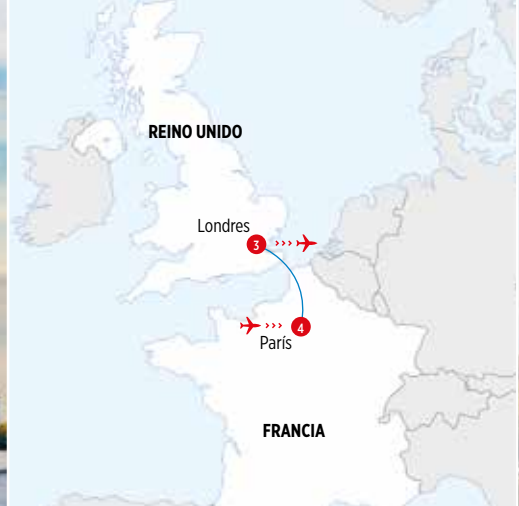 REINO UNIDO
Londres
3 ›››
››› 4
París
FRANCIA